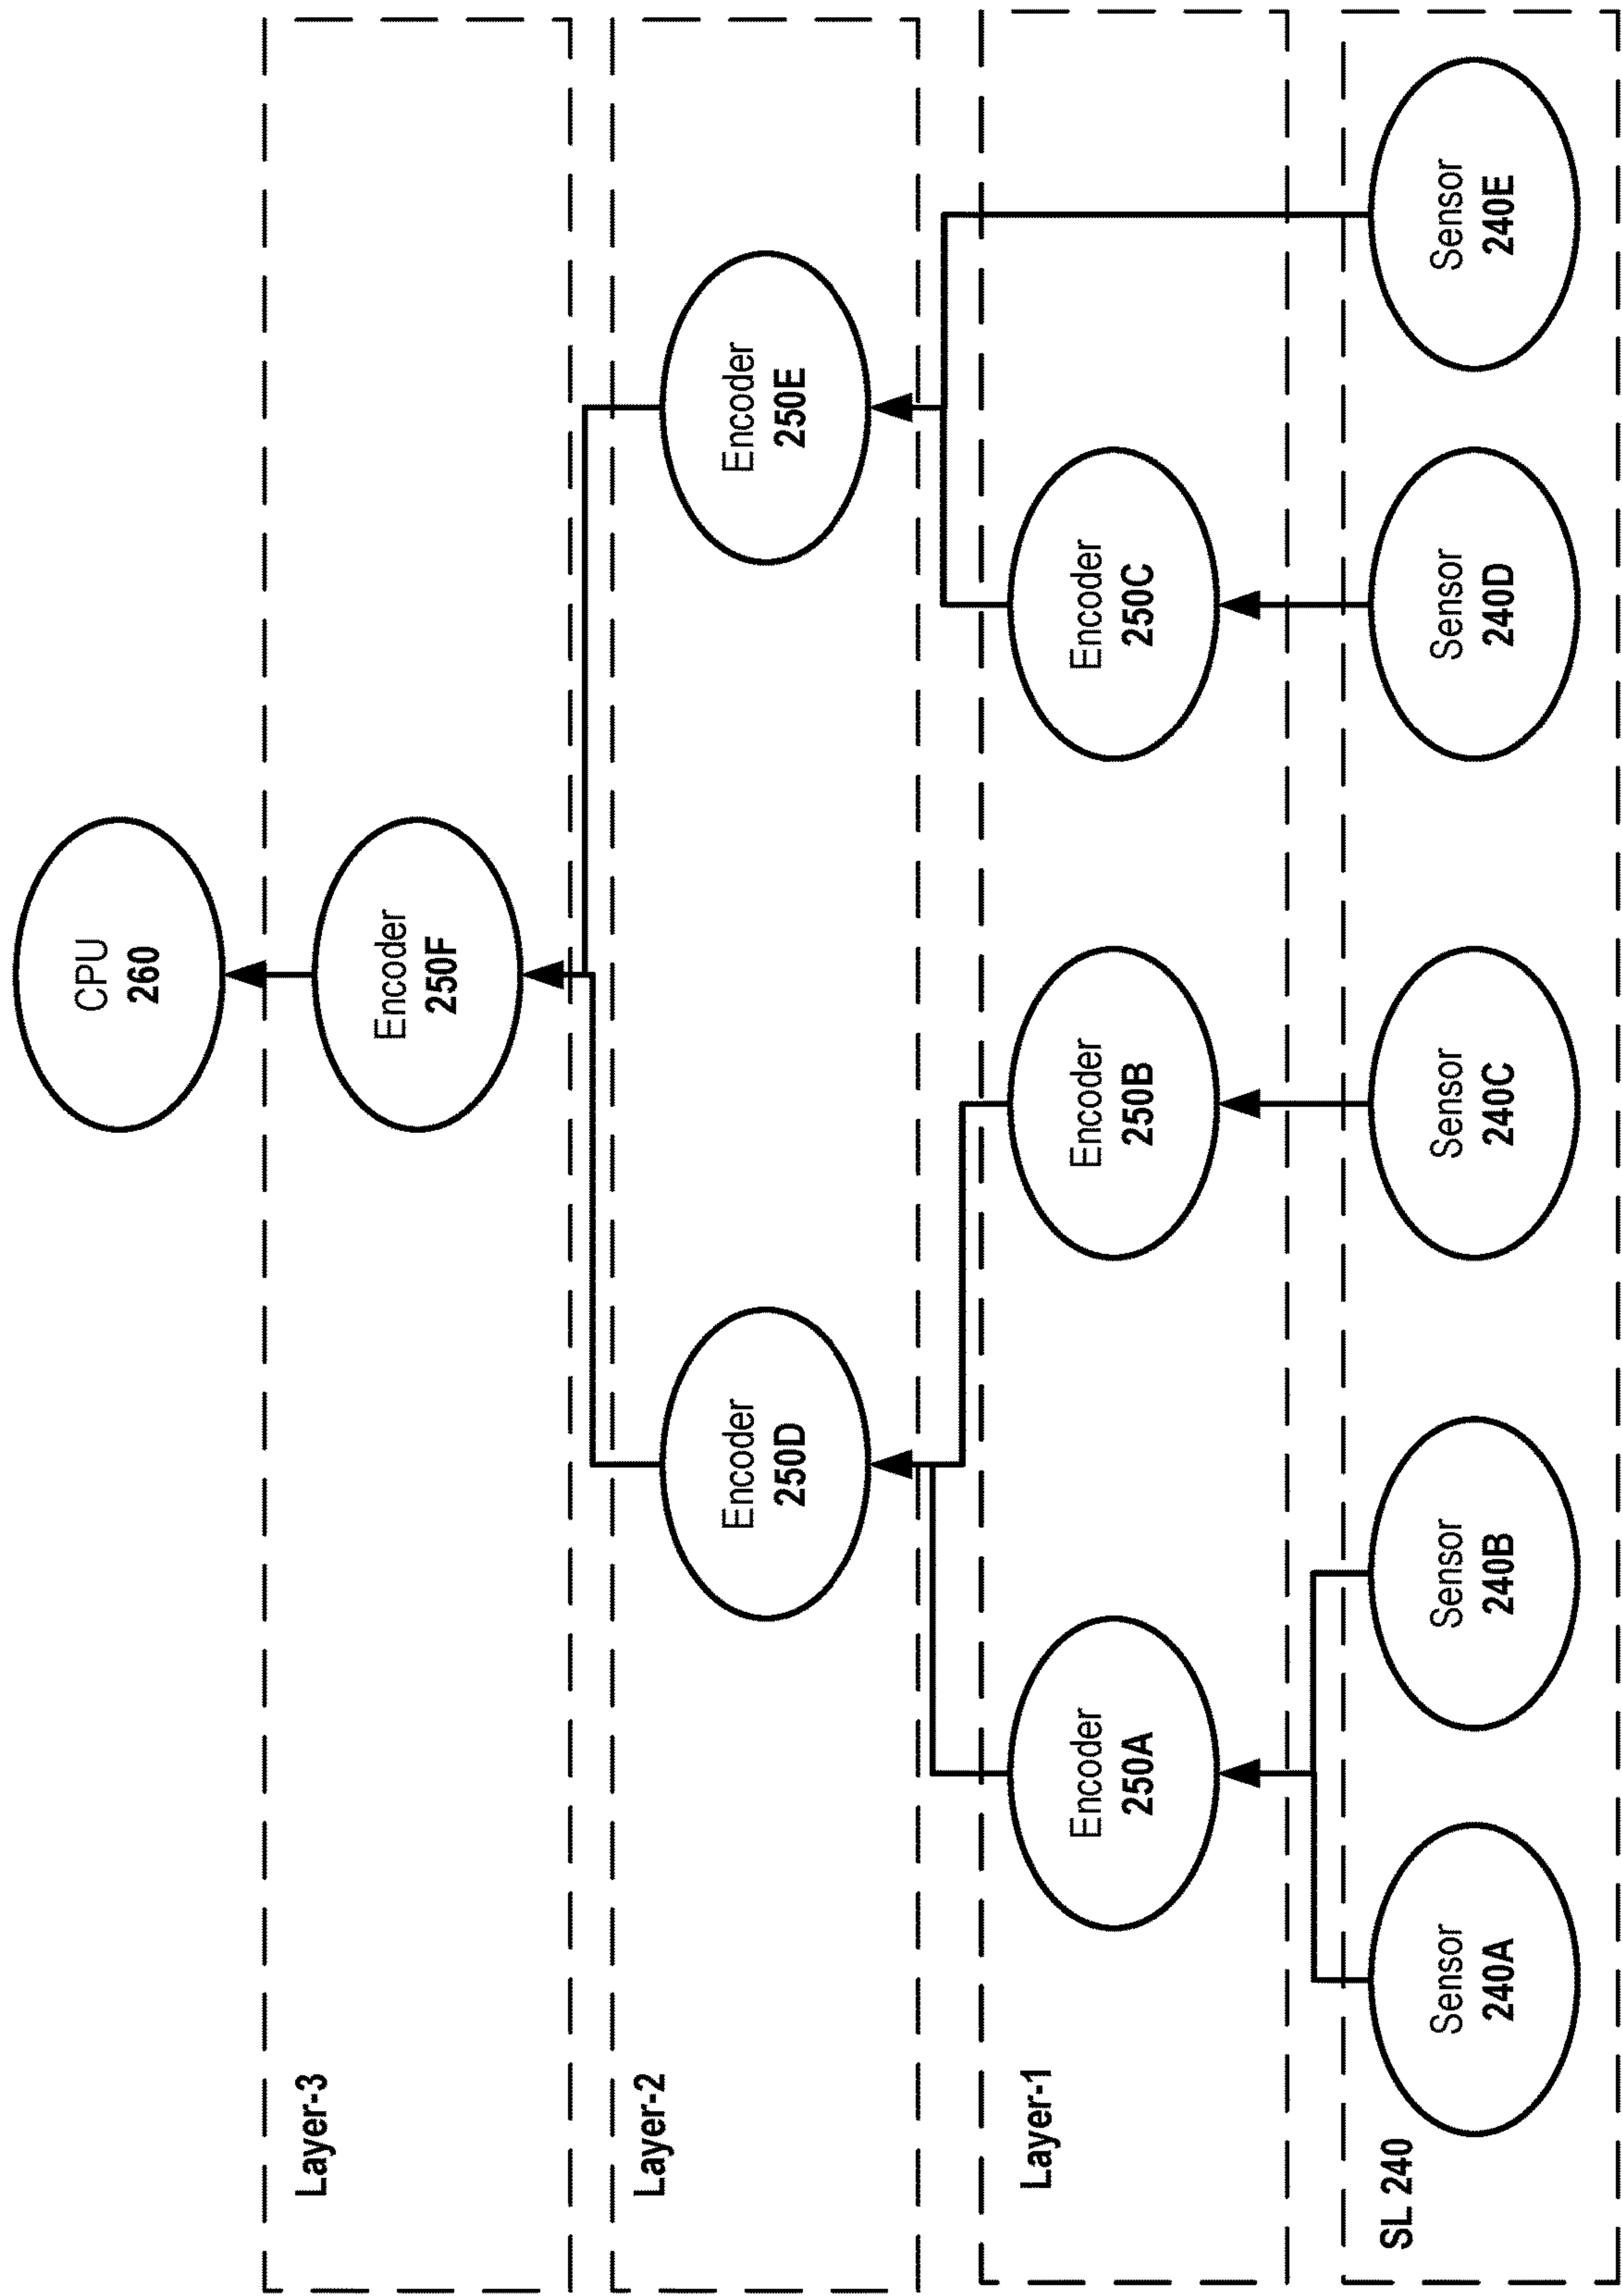 CPU
260
Layer-3
Encoder
250F
Layer-2
Encoder
250D
Encoder
250E
Layer-1
Encoder
250A
Encoder
250B
Encoder
250C
SL 240
Sensor
240A
Sensor
240B
Sensor
240C
Sensor
240D
Sensor
240E